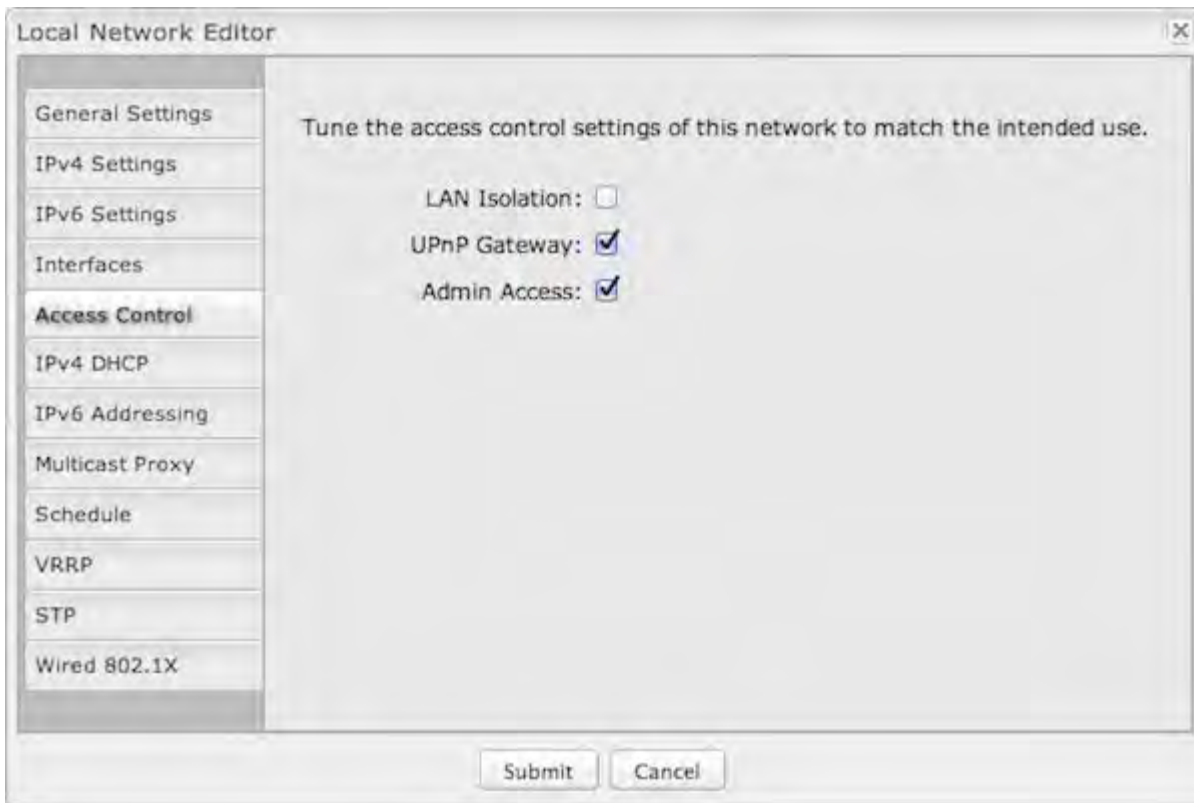 Local Network Editor
General Settings
IPv4 Settings
IPv6 Settings
Interfaces
Access Control
IPv4 DHCP
IPv6 Addressing
Multicast Proxy
Schedule
VRRP
STP
Wired 802.1X
Tune the access control settings of this network to match the intended use.
LAN Isolation:
UPnP Gateway:
Admin Access:
Submit Cancel